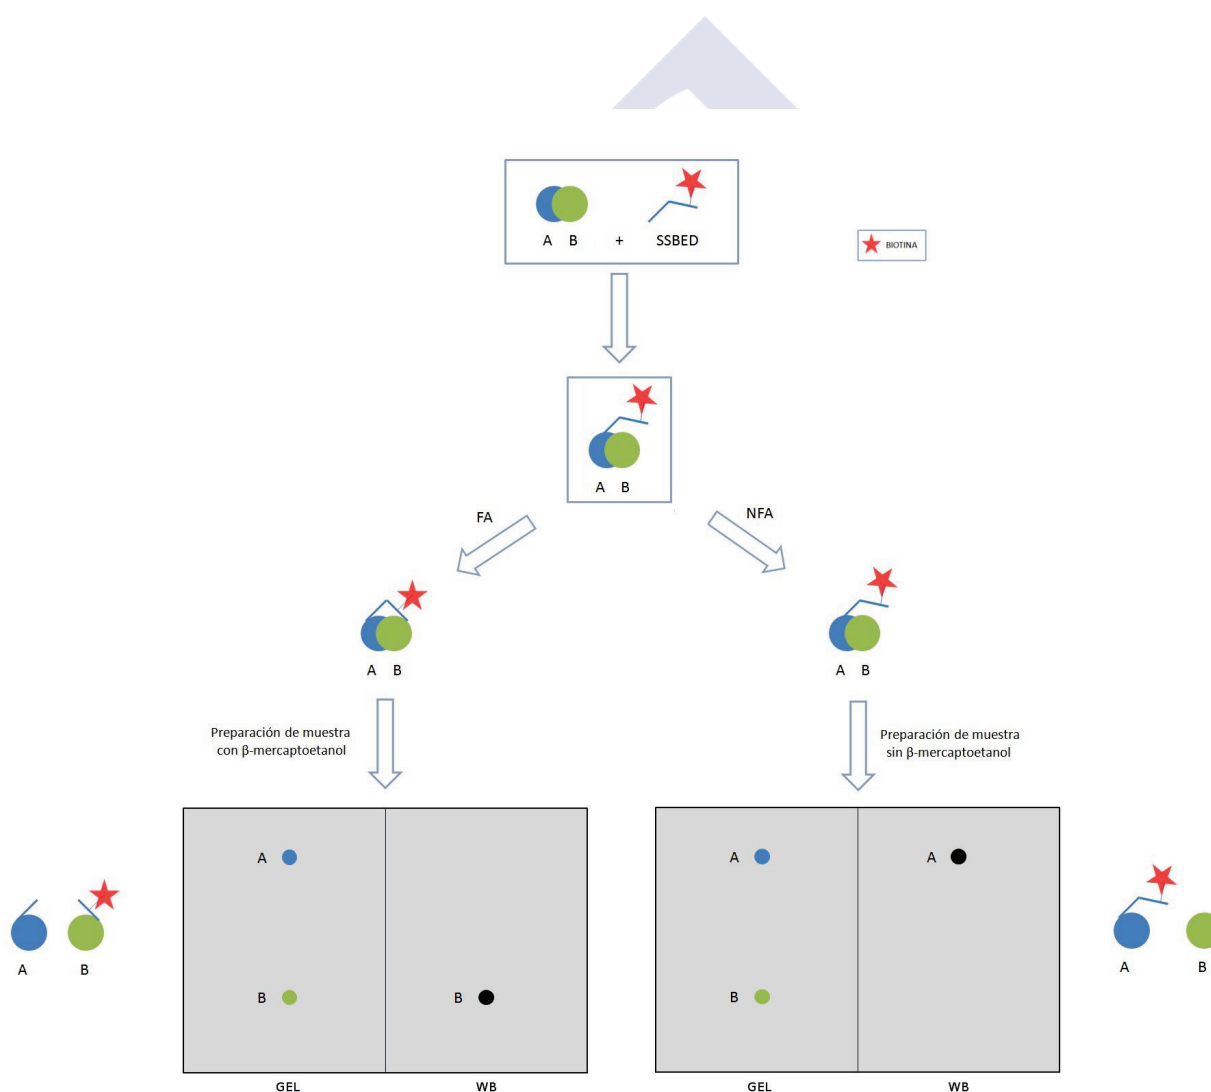 A B + SSBED
BIOTINA
A B
FA
NFA
A B
A B
Preparación de muestra
con β-mercaptoetanol
Preparación de muestra
sin β-mercaptoetanol
A
A
A
A B
B
B
B
A B
GEL WB
GEL WB